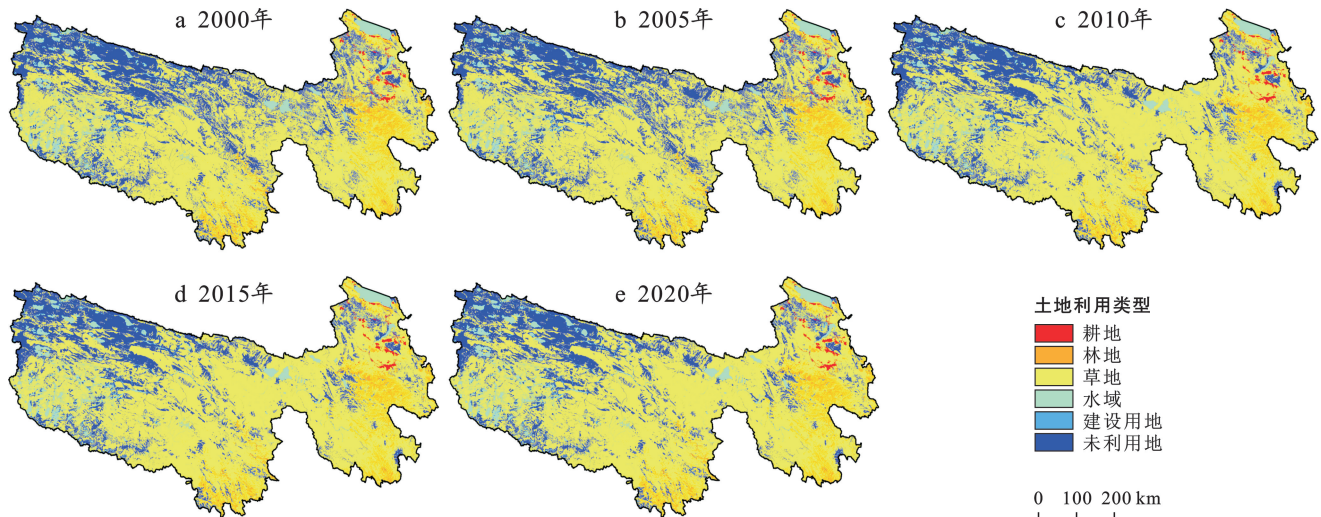 a 2000年
b 2005年
c 2010年
d 2015年
e 2020年
土地利用类型
耕地
林地
草地
水域
建设用地
未利用地
0 100 200 km